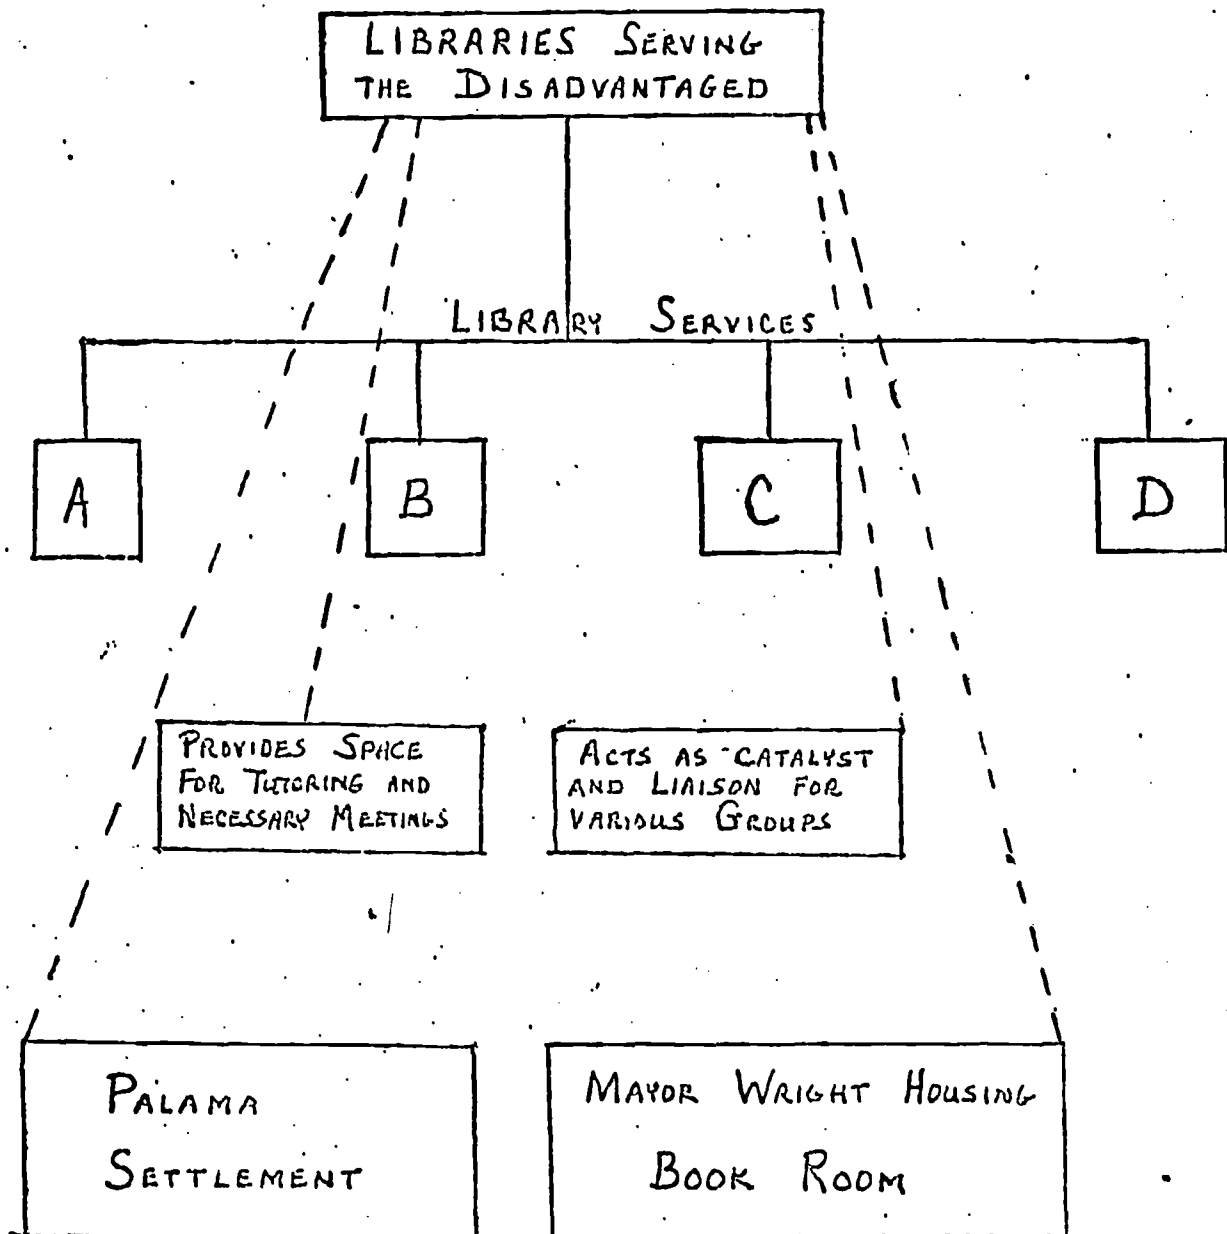 LIBRARIES SERVING
THE DISADVANTAGED
LIBRARY SERVICES
A
B
C
D
PROVIDES SPACE
FOR TUTORING AND
NECESSARY MEETINGS
ACTS AS CATALYST
AND LIAISON FOR
VARIOUS GROUPS
PALAMA
SETTLEMENT
MAYOR WRIGHT HOUSING
BOOK ROOM